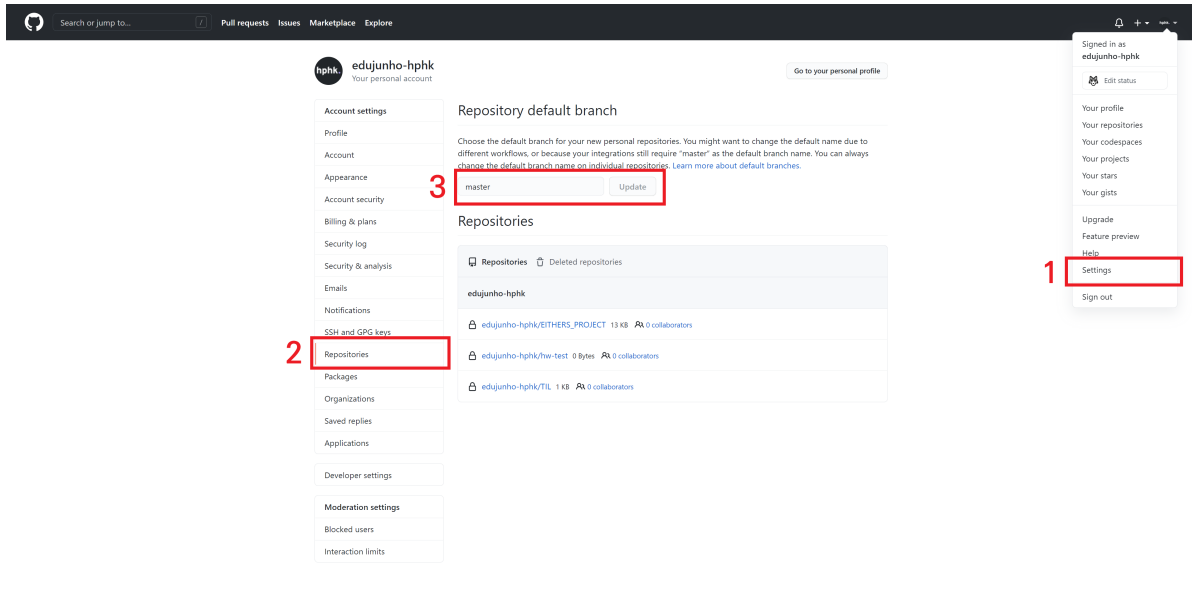 Search or jump to... /
Pull requests Issues Marketplace Explore
hphk.
edujunho-hphk
Your personal account
Go to your personal profile
Account settings
Profile
Account
Appearance
Account security
Billing & plans
Security log
Security & analysis
Emails
Notifications
SSH and GPG keys
2
Repositories
Packages
Organizations
Saved replies
Applications
Developer settings
Moderation settings
Blocked users
Interaction limits
Repository default branch
Choose the default branch for your new personal repositories. You might want to change the default name due to
different workflows, or because your integrations still require "master" as the default branch name. You can always
change the default branch name on individual repositories. Learn more about default branches.
3
master Update
Repositories
Repositories Deleted repositories
edujunho-hphk
edujunho-hphk/EITHERS_PROJECT 13 KB 0 collaborators
edujunho-hphk/hw-test 0 Bytes 0 collaborators
edujunho-hphk/TIL 1 KB 0 collaborators
Signed in as
edujunho-hphk
Edit status
Your profile
Your repositories
Your codespaces
Your projects
Your stars
Your gists
Upgrade
Feature preview
Help
1
Settings
Sign out